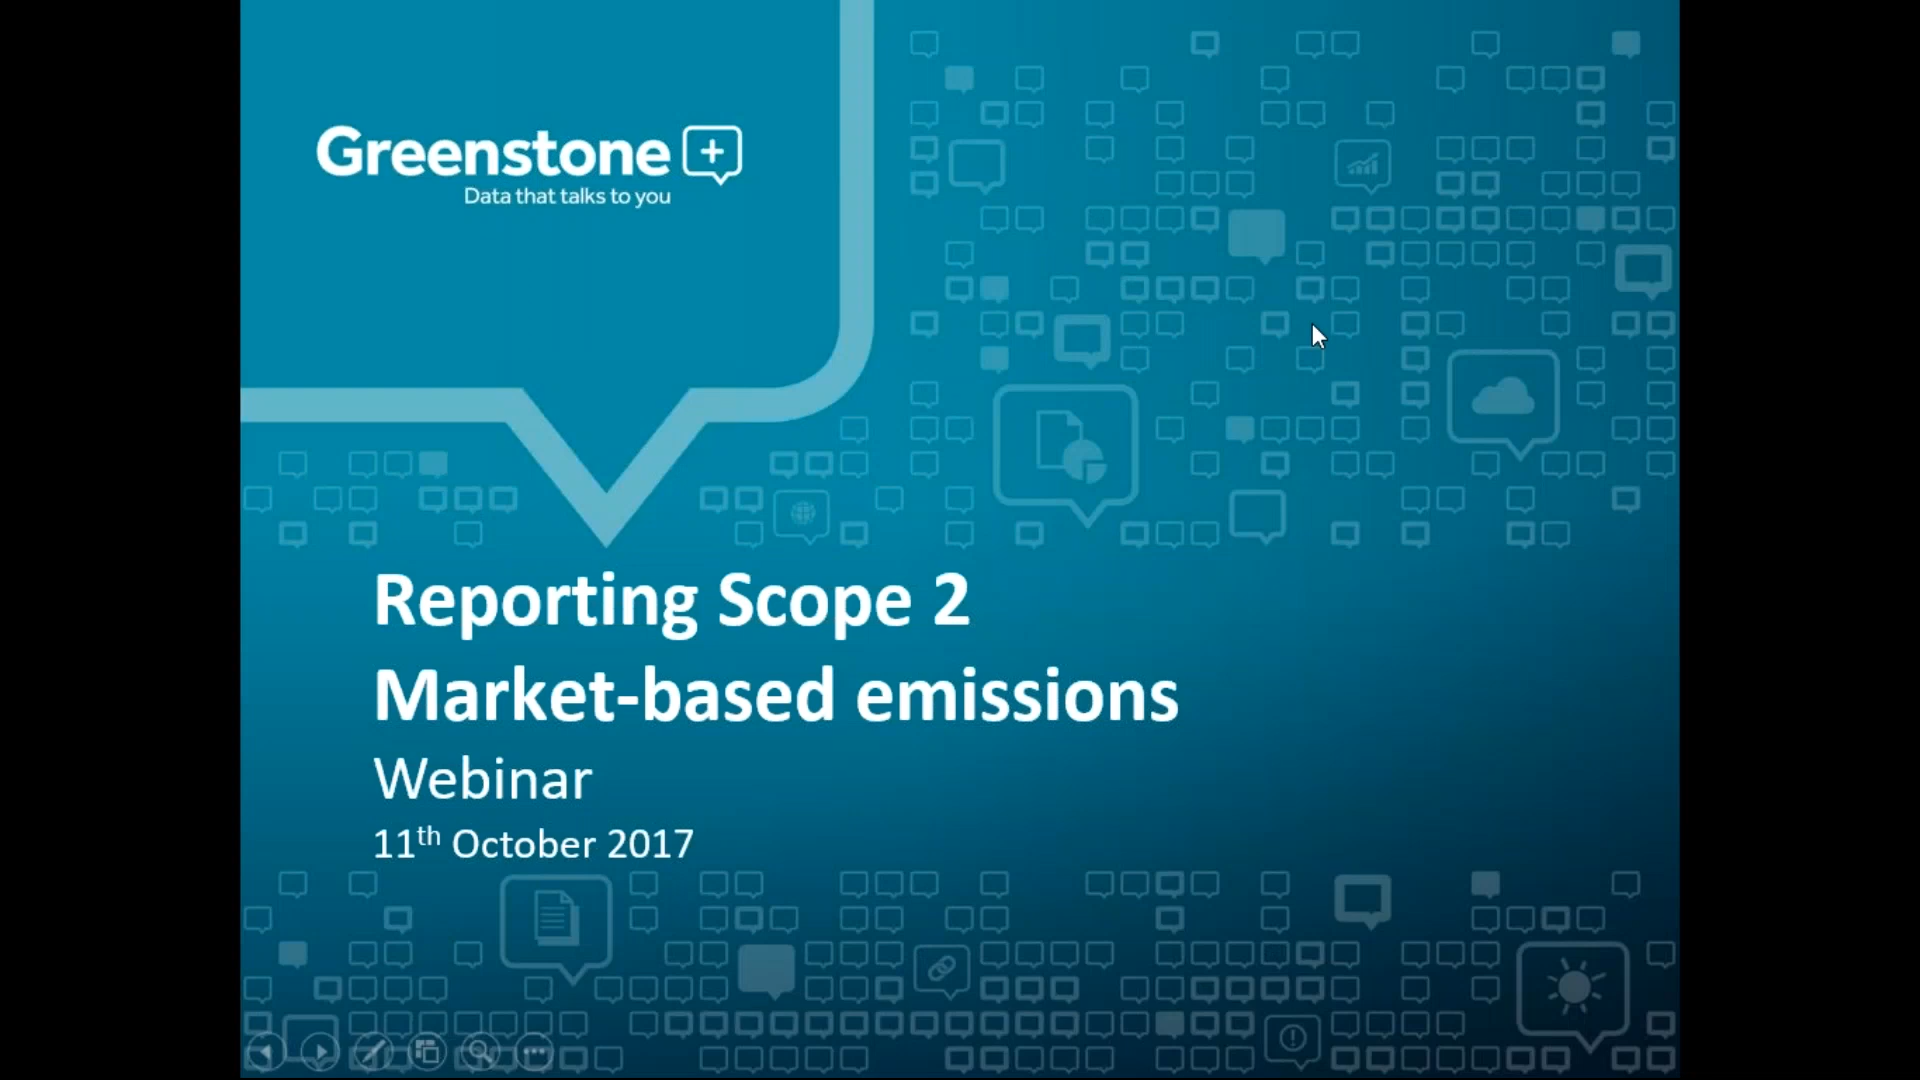 Greenstone
Data that talks to you
Reporting Scope 2
Market-based emissions
Webinar
11th October 2017